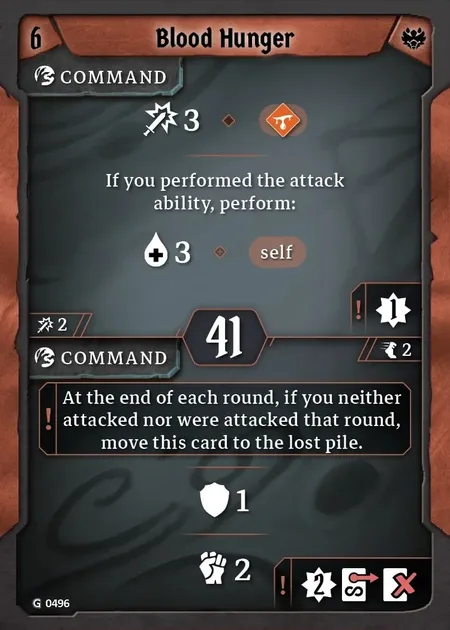 6 Blood Hunger
COMMAND
3
If you performed the attack
ability, perform:
3 self
! 1
2
41
2
COMMAND
! At the end of each round, if you neither
attacked nor were attacked that round,
move this card to the lost pile.
1
2
! 2
G 0496